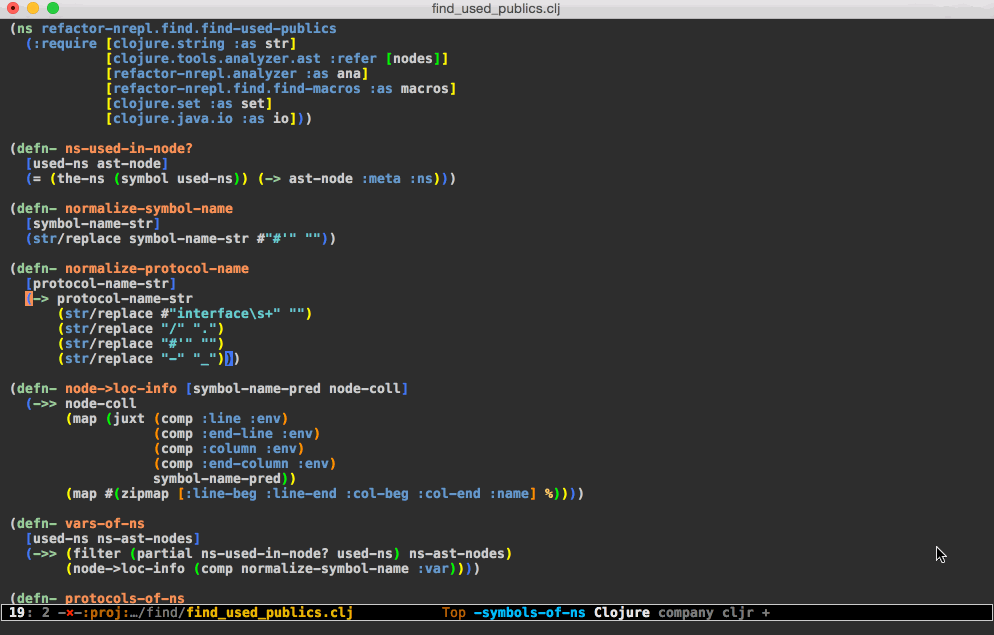 find_used_publics.clj
(ns refactor-nrepl.find.find-used-publics
  (:require [clojure.string :as str]
            [clojure.tools.analyzer.ast :refer [nodes]]
            [refactor-nrepl.analyzer :as ana]
            [refactor-nrepl.find.find-macros :as macros]
            [clojure.set :as set]
            [clojure.java.io :as io]))
(defn- ns-used-in-node?
  [used-ns ast-node]
  (= (the-ns (symbol used-ns)) (-> ast-node :meta :ns)))
(defn- normalize-symbol-name
  [symbol-name-str]
  (str/replace symbol-name-str #"#'" ""))
(defn- normalize-protocol-name
  [protocol-name-str]
  (-> protocol-name-str
      (str/replace #"interface\s+" "")
      (str/replace "/" ".")
      (str/replace "#'" "")
      (str/replace "-" "_")))
(defn- node->loc-info [symbol-name-pred node-coll]
  (->> node-coll
       (map (juxt (comp :line :env)
                  (comp :end-line :env)
                  (comp :column :env)
                  (comp :end-column :env)
                  symbol-name-pred))
       (map #(zipmap [:line-beg :line-end :col-beg :col-end :name] %))))
(defn- vars-of-ns
  [used-ns ns-ast-nodes]
  (->> (filter (partial ns-used-in-node? used-ns) ns-ast-nodes)
       (node->loc-info (comp normalize-symbol-name :var))))
(defn- protocols-of-ns
19: 2 -×-:proj:…/find/find_used_publics.clj Top -symbols-of-ns Clojure company cljr +